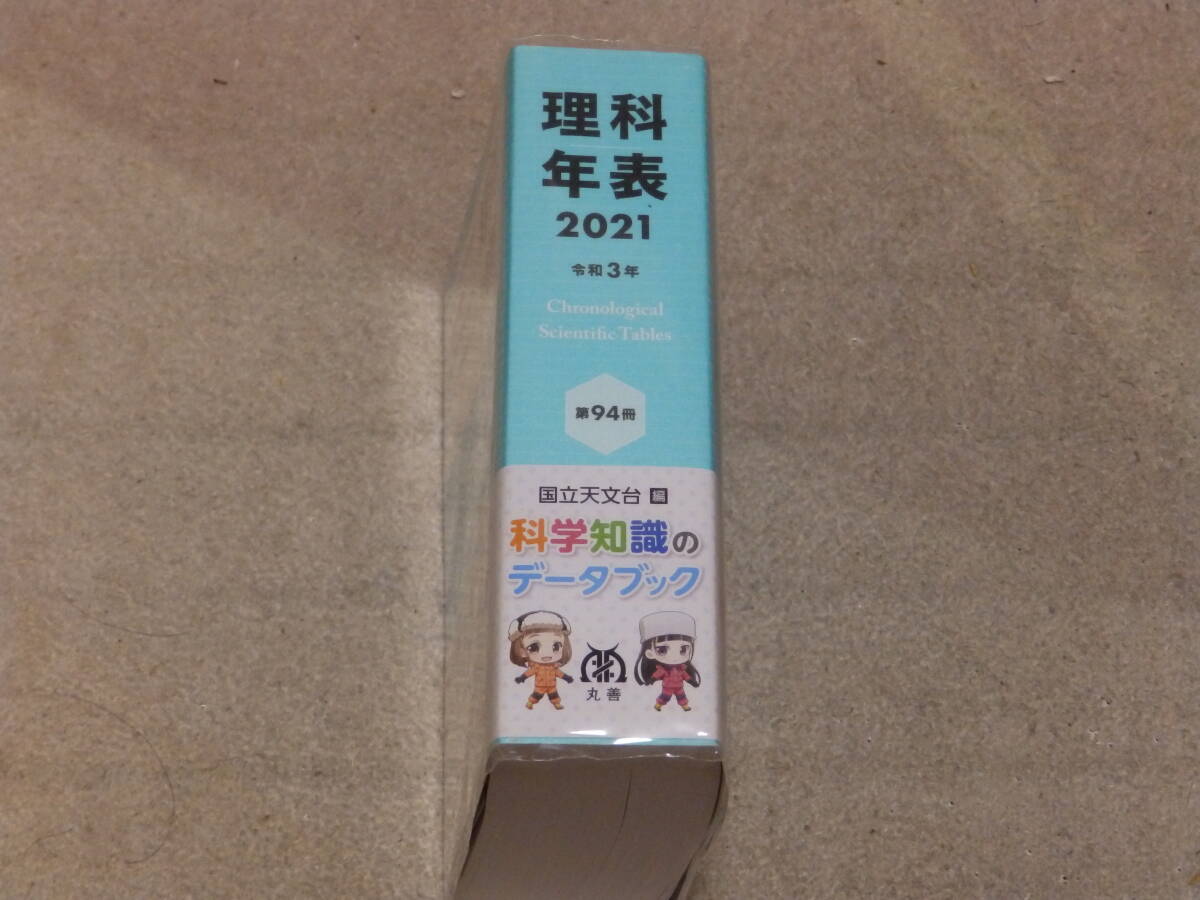 理科
年表
2021
令和3年
Chronological
Scientific Tables
第94冊
国立天文台 編
科学知識の
データブック
丸善